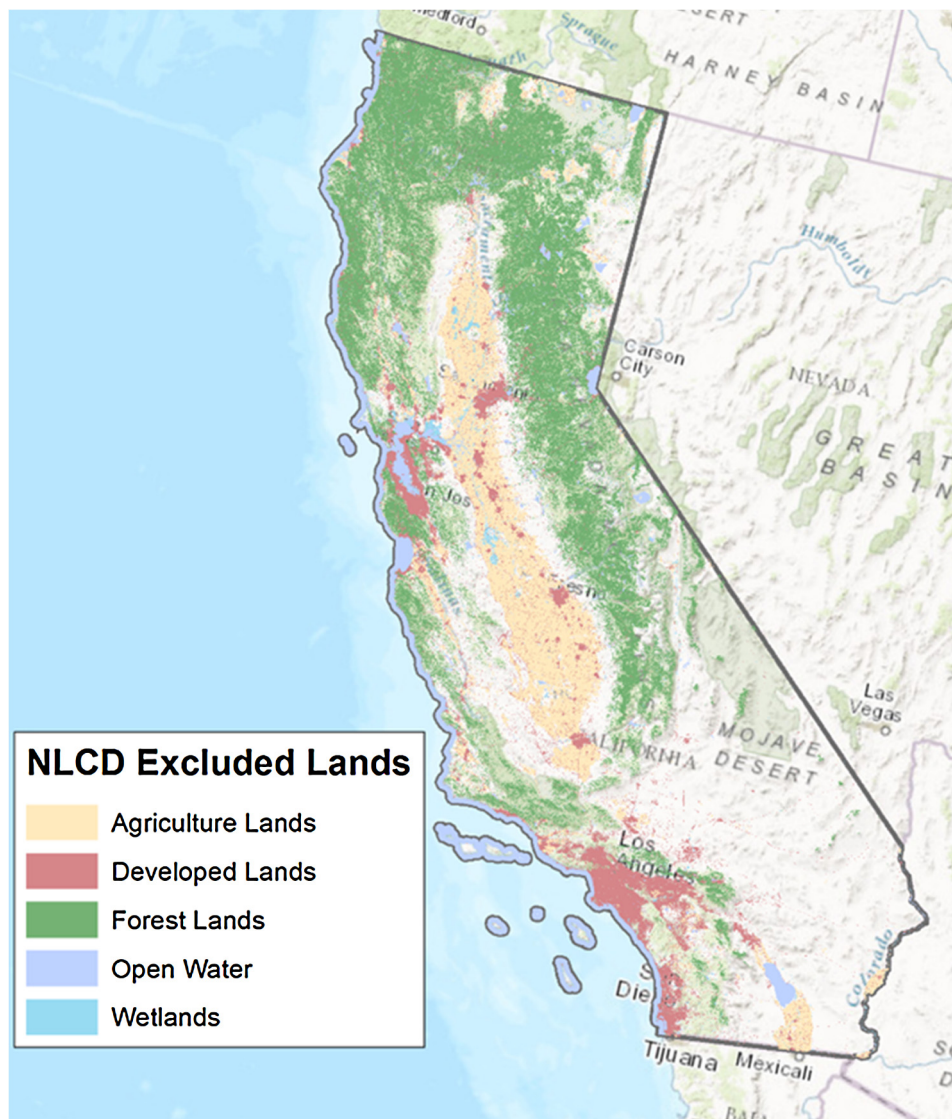 Medford
Sprague
HARNEY BASIN
Humboldt
Carson
City
NEVADA
GREAT
BASIN
Las
Vegas
MOJAVE
DESERT
Los
Angeles
Colorado
Tijuana
Mexicali
NLCD Excluded Lands
Agriculture Lands
Developed Lands
Forest Lands
Open Water
Wetlands